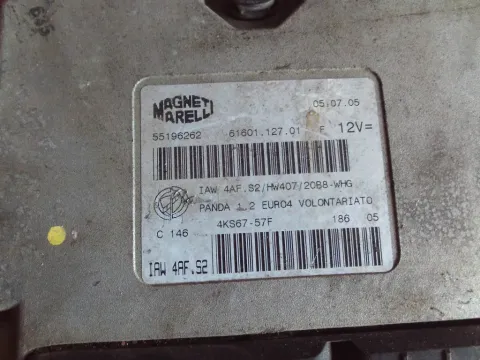 MAGNETI
MARELLI
05.07.05
55196262 61601.127.01 F 12V=
IAW 4AF.S2/HW407/20B8-WHG
PANDA 1.2 EURO4 VOLONTARIATO
C 146 4KS67-57F 186 05
IAW 4AF.S2